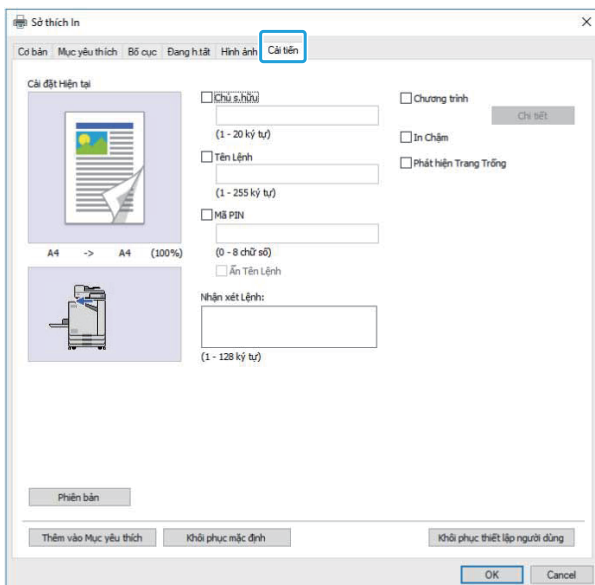 Sở thích In
Cơ bản Mục yêu thích Bố cục Đang h.tất Hình ảnh Cải tiến
Cài đặt Hiện tại
A4 -> A4 (100%)
Chủ s.hữu
(1 - 20 ký tự)
Tên Lệnh
(1 - 255 ký tự)
Mã PIN
(0 - 8 chữ số)
Ẩn Tên Lệnh
Nhận xét Lệnh:
(1 - 128 ký tự)
Chương trình
Chi tiết
In Chậm
Phát hiện Trang Trống
Phiên bản
Thêm vào Mục yêu thích Khôi phục mặc định Khôi phục thiết lập người dùng
OK Cancel